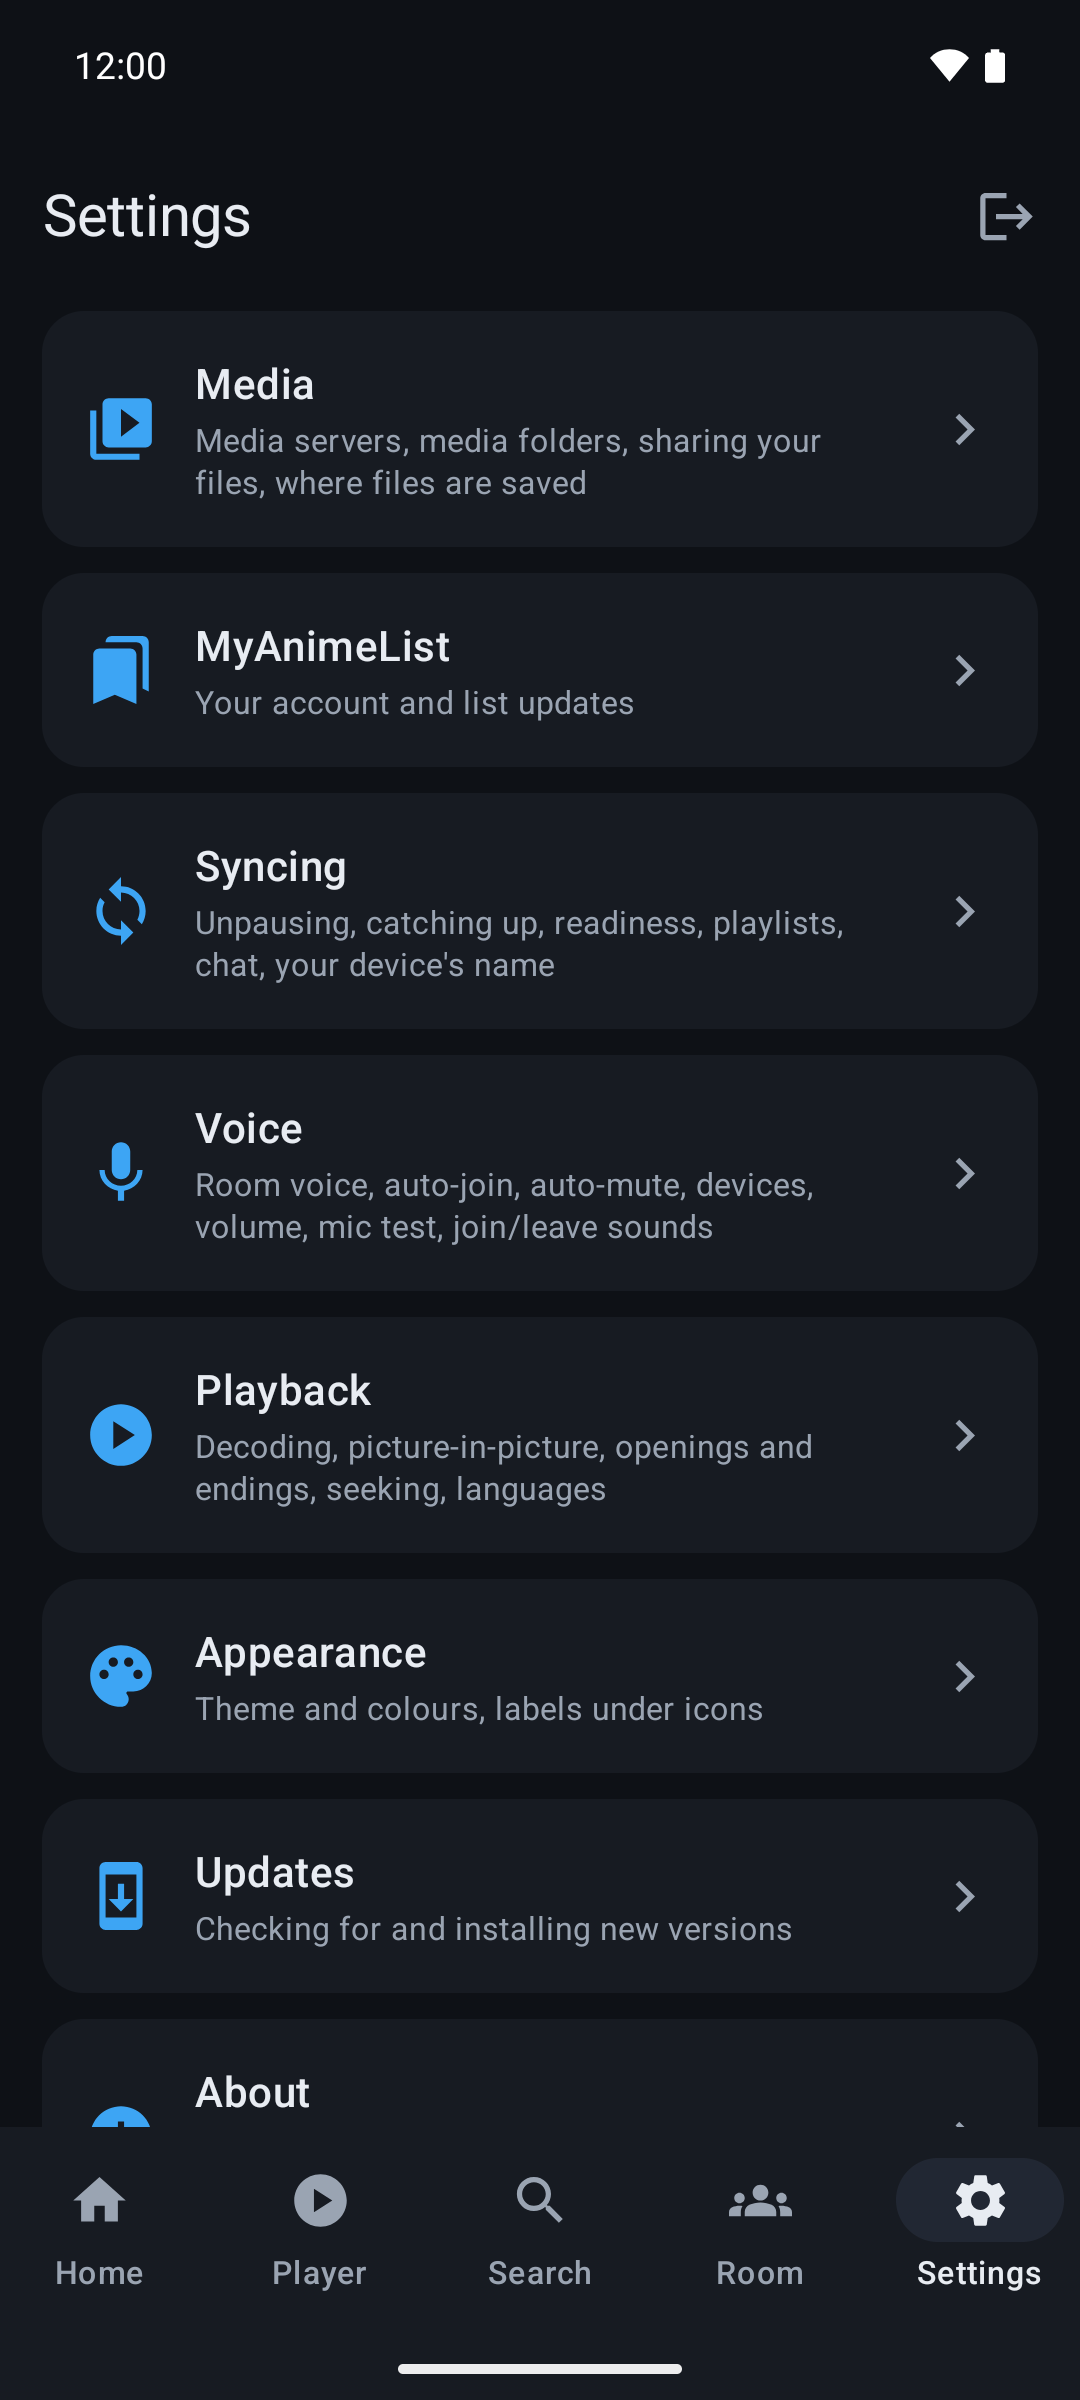 12:00
Settings
Media
Media servers, media folders, sharing your
files, where files are saved
MyAnimeList
Your account and list updates
Syncing
Unpausing, catching up, readiness, playlists,
chat, your device's name
Voice
Room voice, auto-join, auto-mute, devices,
volume, mic test, join/leave sounds
Playback
Decoding, picture-in-picture, openings and
endings, seeking, languages
Appearance
Theme and colours, labels under icons
Updates
Checking for and installing new versions
About
Home
Player
Search
Room
Settings